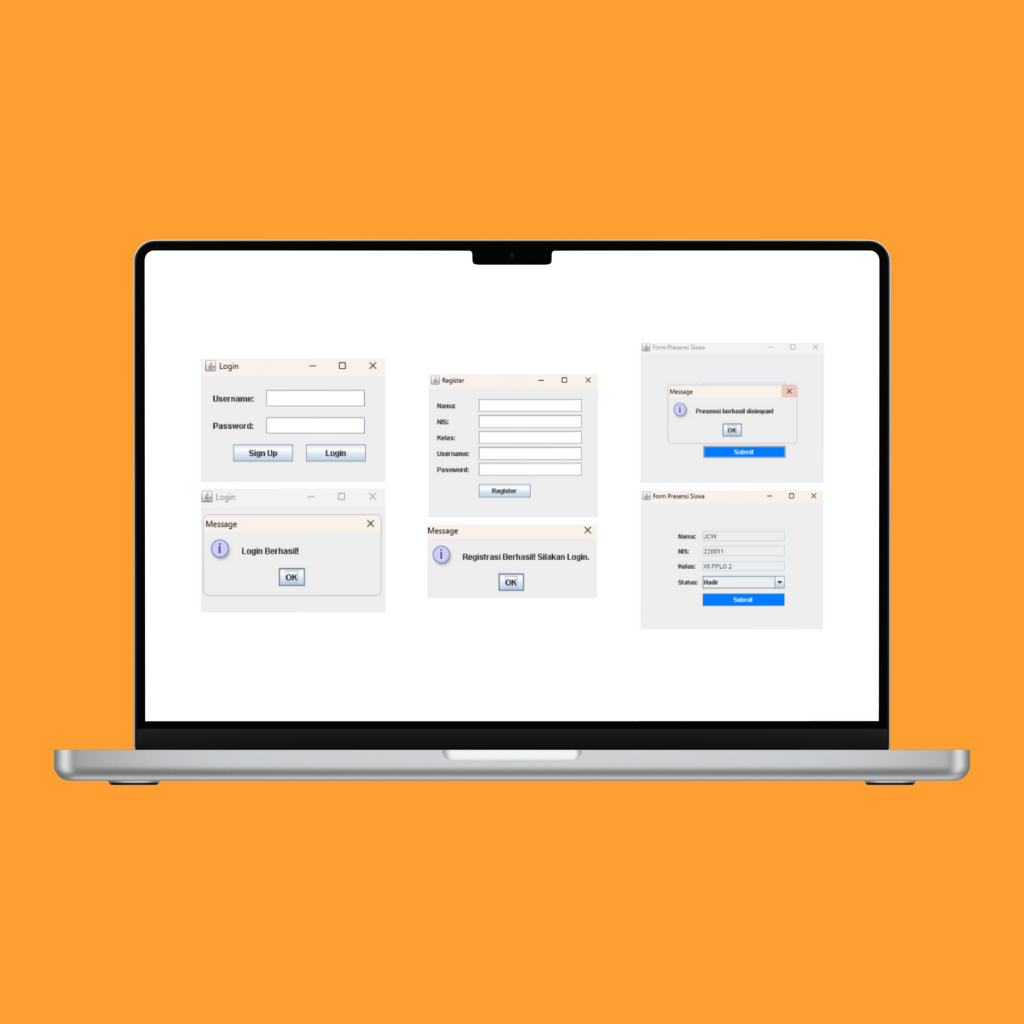 Login
Username:
Password:
Sign Up Login
Login
Message
Login Berhasil!
OK
Register
Nama:
NIS:
Kelas:
Username:
Password:
Register
Message
Registrasi Berhasil! Silakan Login.
OK
Form Presensi Siswa
Message
Presensi berhasil disimpan!
OK
Submit
Form Presensi Siswa
Nama: JCW
NIS: 220011
Kelas: XII PPLG 2
Status: Hadir
Submit